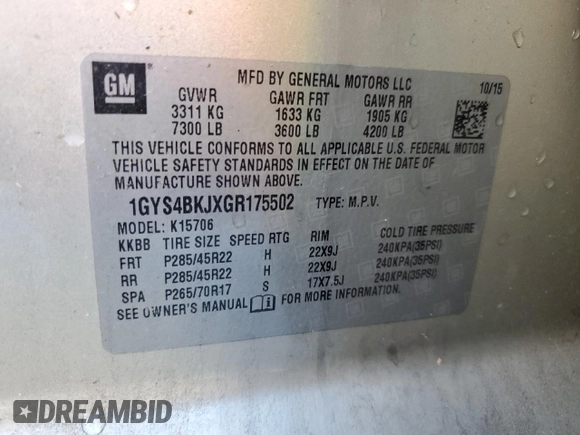 GM
MFD BY GENERAL MOTORS LLC
10/15
GVWR GAWR FRT GAWR RR
3311 KG 1633 KG 1905 KG
7300 LB 3600 LB 4200 LB
THIS VEHICLE CONFORMS TO ALL APPLICABLE U.S. FEDERAL MOTOR
VEHICLE SAFETY STANDARDS IN EFFECT ON THE DATE OF
MANUFACTURE SHOWN ABOVE.
1GYS4BKJXGR175502 TYPE: M.P.V.
MODEL: K15706
KKBB TIRE SIZE SPEED RTG RIM COLD TIRE PRESSURE
FRT P285/45R22 H 22X9J 240KPA(35PSI)
RR P285/45R22 H 22X9J 240KPA(35PSI)
SPA P265/70R17 S 17X7.5J 240KPA(35PSI)
SEE OWNER'S MANUAL FOR MORE INFORMATION.
DREAMBID